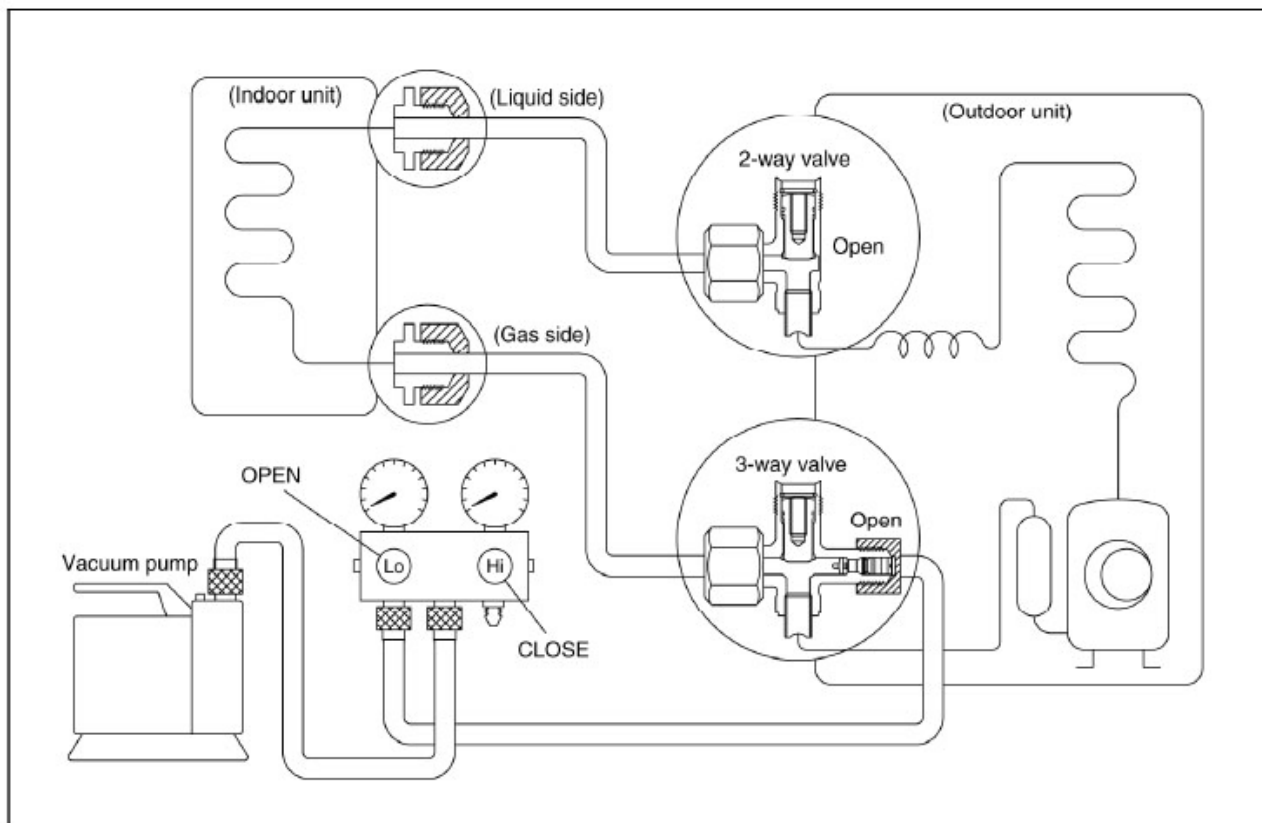 (Indoor unit)
(Liquid side)
(Outdoor unit)
2-way valve
Open
(Gas side)
3-way valve
OPEN
Open
Vacuum pump
Lo
Hi
CLOSE